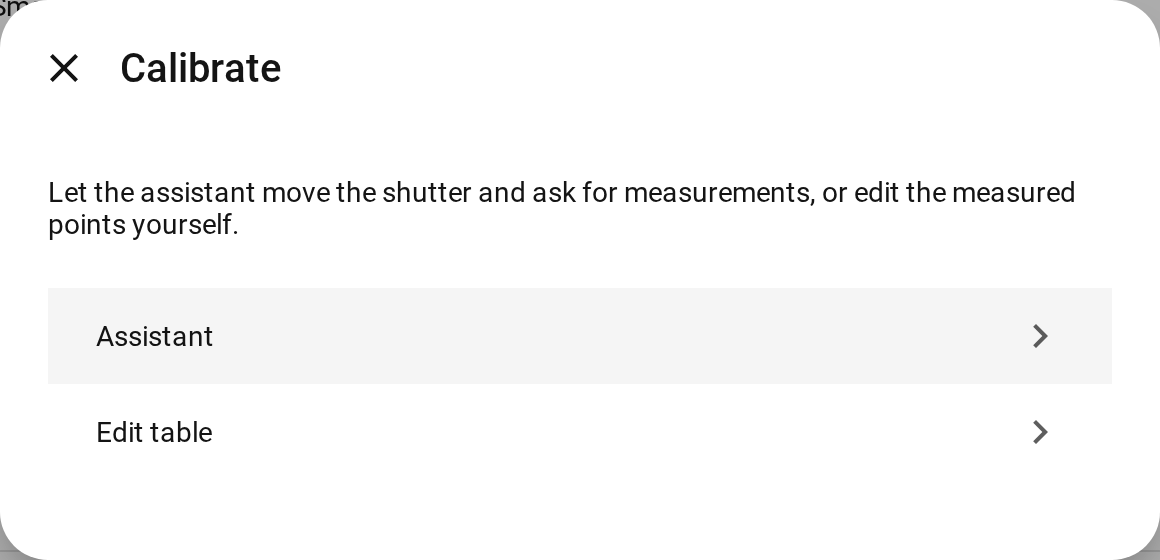 Calibrate
Let the assistant move the shutter and ask for measurements, or edit the measured
points yourself.
Assistant
Edit table